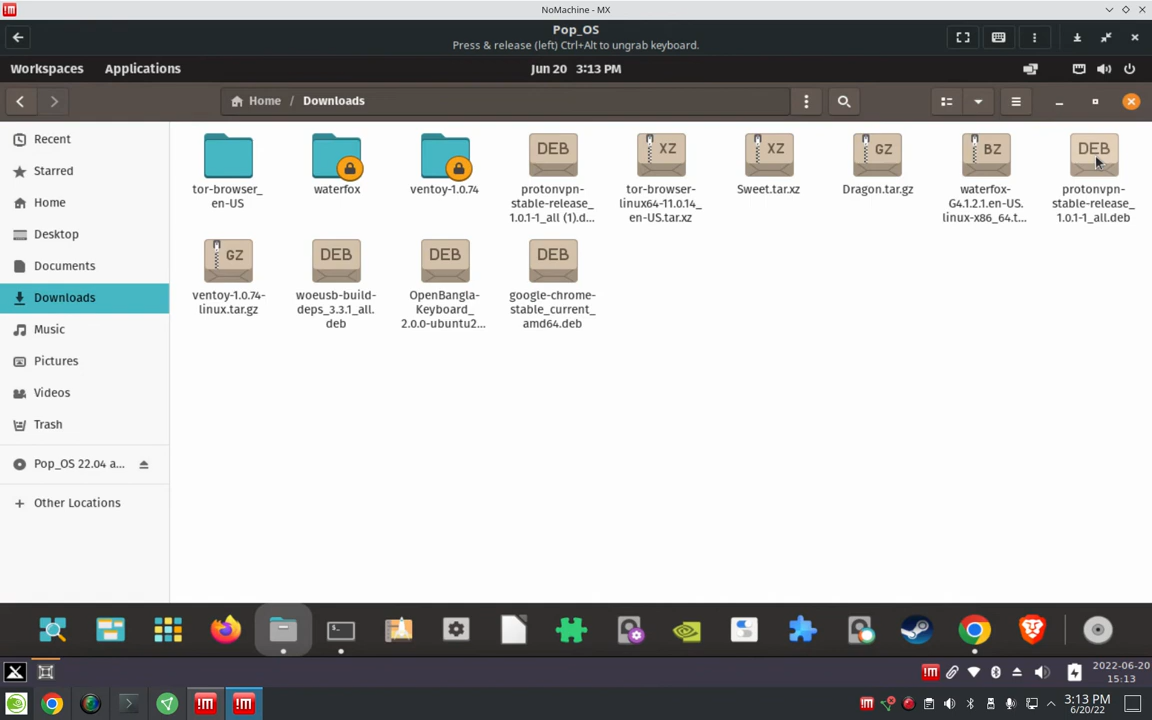 NoMachine - MX
Pop_OS
Press & release (left) Ctrl+Alt to ungrab keyboard.
Workspaces Applications Jun 20 3:13 PM
Home / Downloads
Recent
Starred
Home
Desktop
Documents
Downloads
Music
Pictures
Videos
Trash
Pop_OS 22.04 a...
Other Locations
tor-browser_
en-US
waterfox
ventoy-1.0.74
DEB
protonvpn-
stable-release_
1.0.1-1_all (1).d...
XZ
tor-browser-
linux64-11.0.14_
en-US.tar.xz
XZ
Sweet.tar.xz
GZ
Dragon.tar.gz
BZ
waterfox-
G4.1.2.1.en-US.
linux-x86_64.t...
DEB
protonvpn-
stable-release_
1.0.1-1_all.deb
GZ
ventoy-1.0.74-
linux.tar.gz
DEB
woeusb-build-
deps_3.3.1_all.
deb
DEB
OpenBangla-
Keyboard_
2.0.0-ubuntu2...
DEB
google-chrome-
stable_current_
amd64.deb
2022-06-20
15:13
3:13 PM
6/20/22